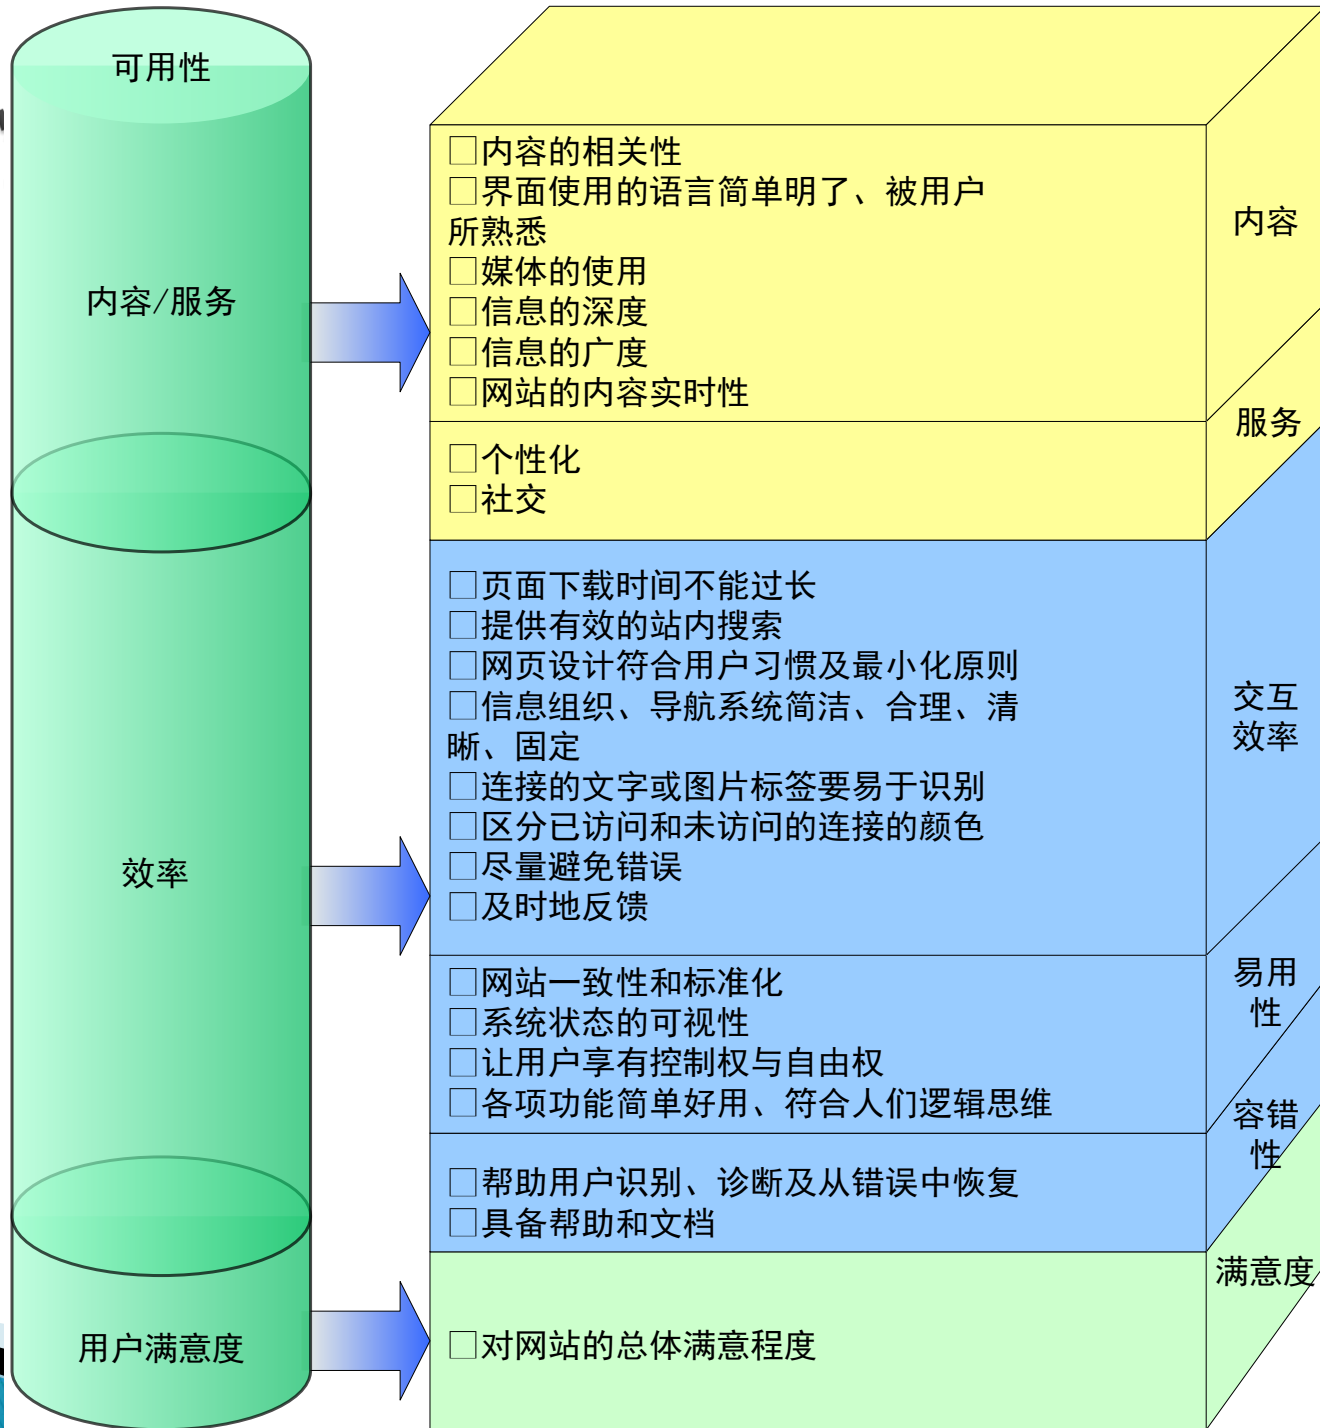 可用性
内容/服务
效率
用户满意度
□内容的相关性
□界面使用的语言简单明了、被用户
所熟悉
□媒体的使用
□信息的深度
□信息的广度
□网站的内容实时性
内容
□个性化
□社交
服务
□页面下载时间不能过长
□提供有效的站内搜索
□网页设计符合用户习惯及最小化原则
□信息组织、导航系统简洁、合理、清
晰、固定
□连接的文字或图片标签要易于识别
□区分已访问和未访问的连接的颜色
□尽量避免错误
□及时地反馈
交互
效率
□网站一致性和标准化
□系统状态的可视性
□让用户享有控制权与自由权
□各项功能简单好用、符合人们逻辑思维
易用
性
□帮助用户识别、诊断及从错误中恢复
□具备帮助和文档
容错
性
□对网站的总体满意程度
满意度